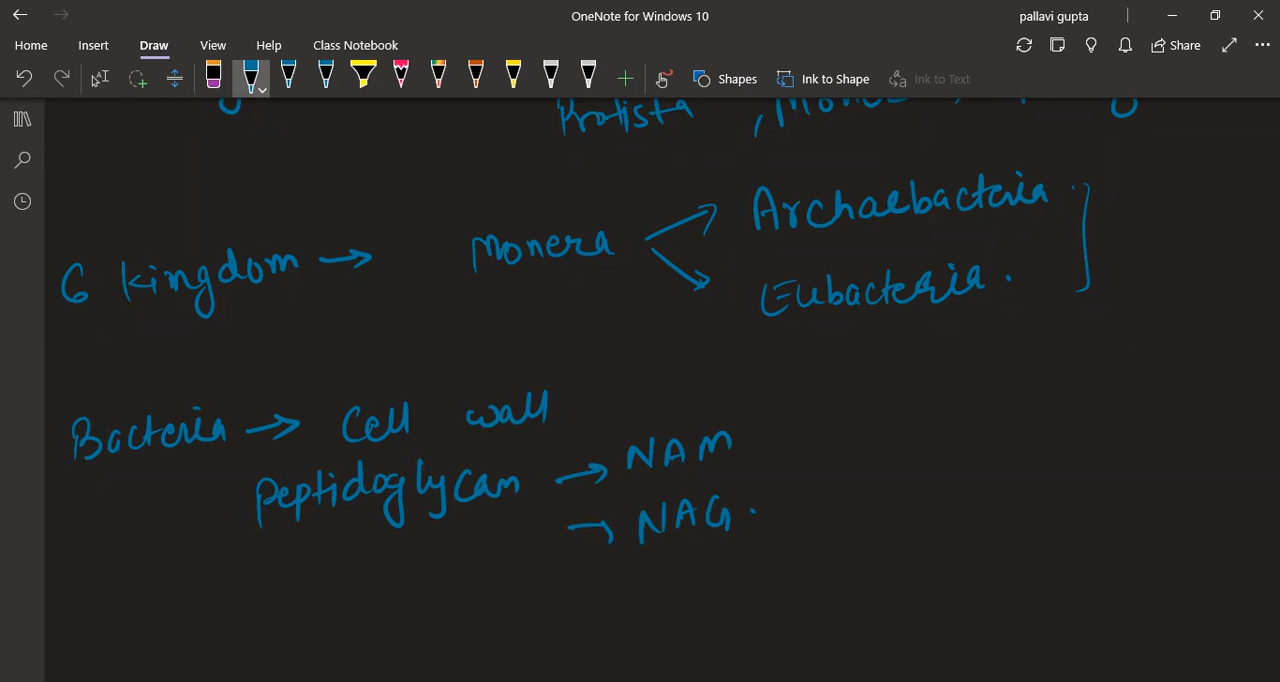 OneNote for Windows 10
pallavi gupta
Home Insert Draw View Help Class Notebook
Share
Shapes Ink to Shape Ink to Text
Protista
6 Kingdom → Monera
Archaebacteria
Eubacteria.
Bacteria → Cell wall
Peptidoglycan → NAM
→ NAG.